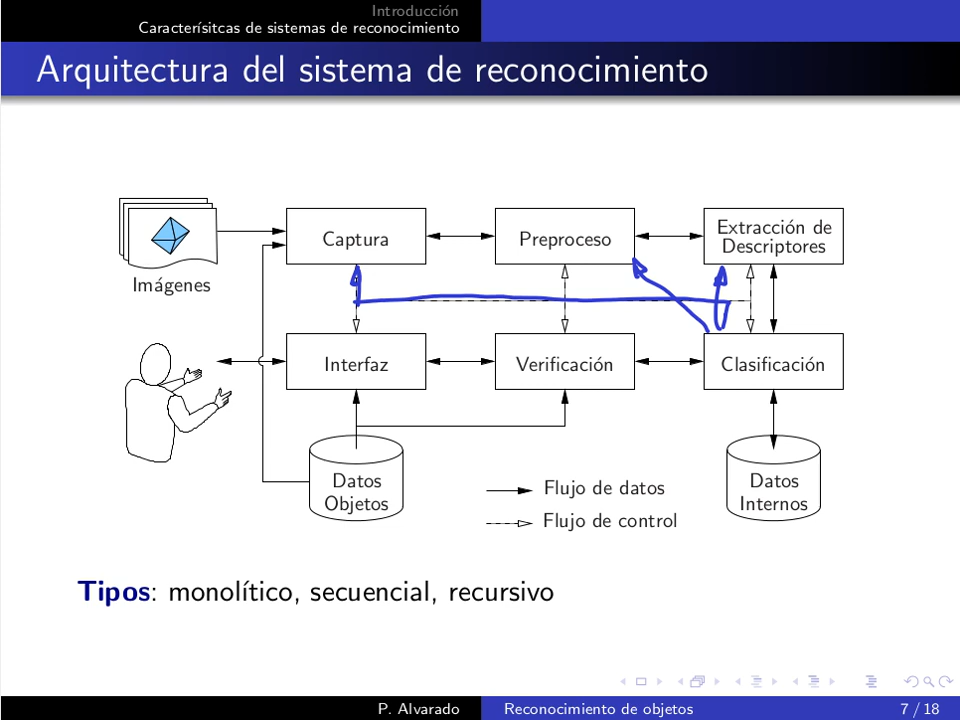 Introducción
Caracterísitcas de sistemas de reconocimiento
Arquitectura del sistema de reconocimiento
Captura
Preproceso
Extracción de
Descriptores
Imágenes
Interfaz
Verificación
Clasificación
Datos
Objetos
Datos
Internos
Flujo de datos
Flujo de control
Tipos: monolítico, secuencial, recursivo
P. Alvarado
Reconocimiento de objetos
7 / 18